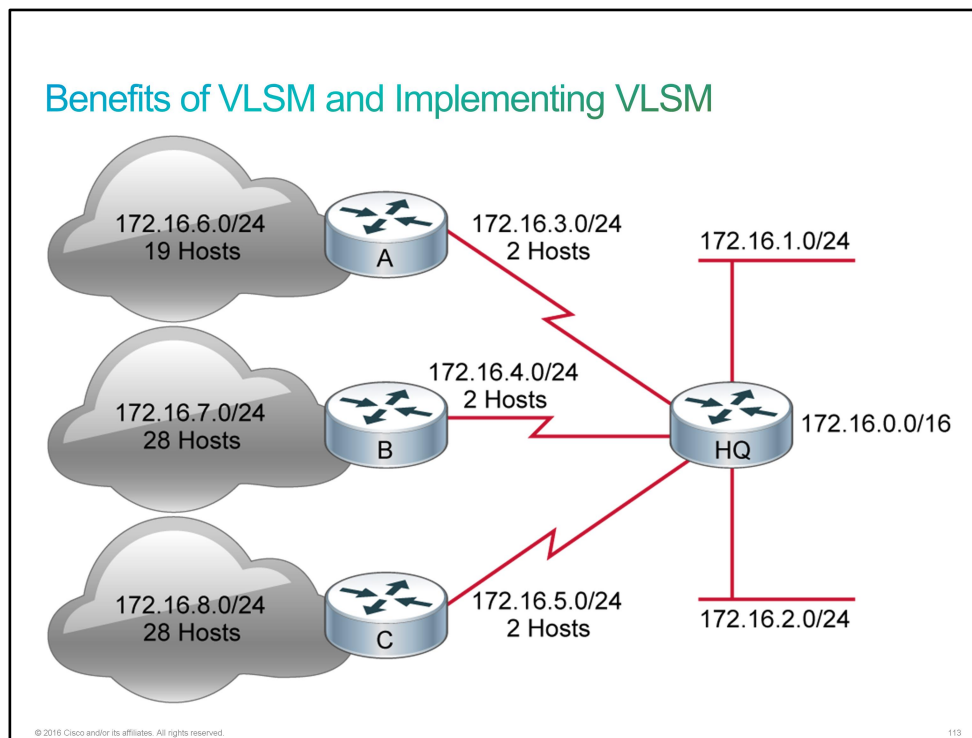 Benefits of VLSM and Implementing VLSM
172.16.6.0/24
19 Hosts
A
172.16.3.0/24
2 Hosts
172.16.1.0/24
172.16.7.0/24
28 Hosts
B
172.16.4.0/24
2 Hosts
HQ
172.16.0.0/16
172.16.8.0/24
28 Hosts
C
172.16.5.0/24
2 Hosts
172.16.2.0/24
© 2016 Cisco and/or its affiliates. All rights reserved.
113